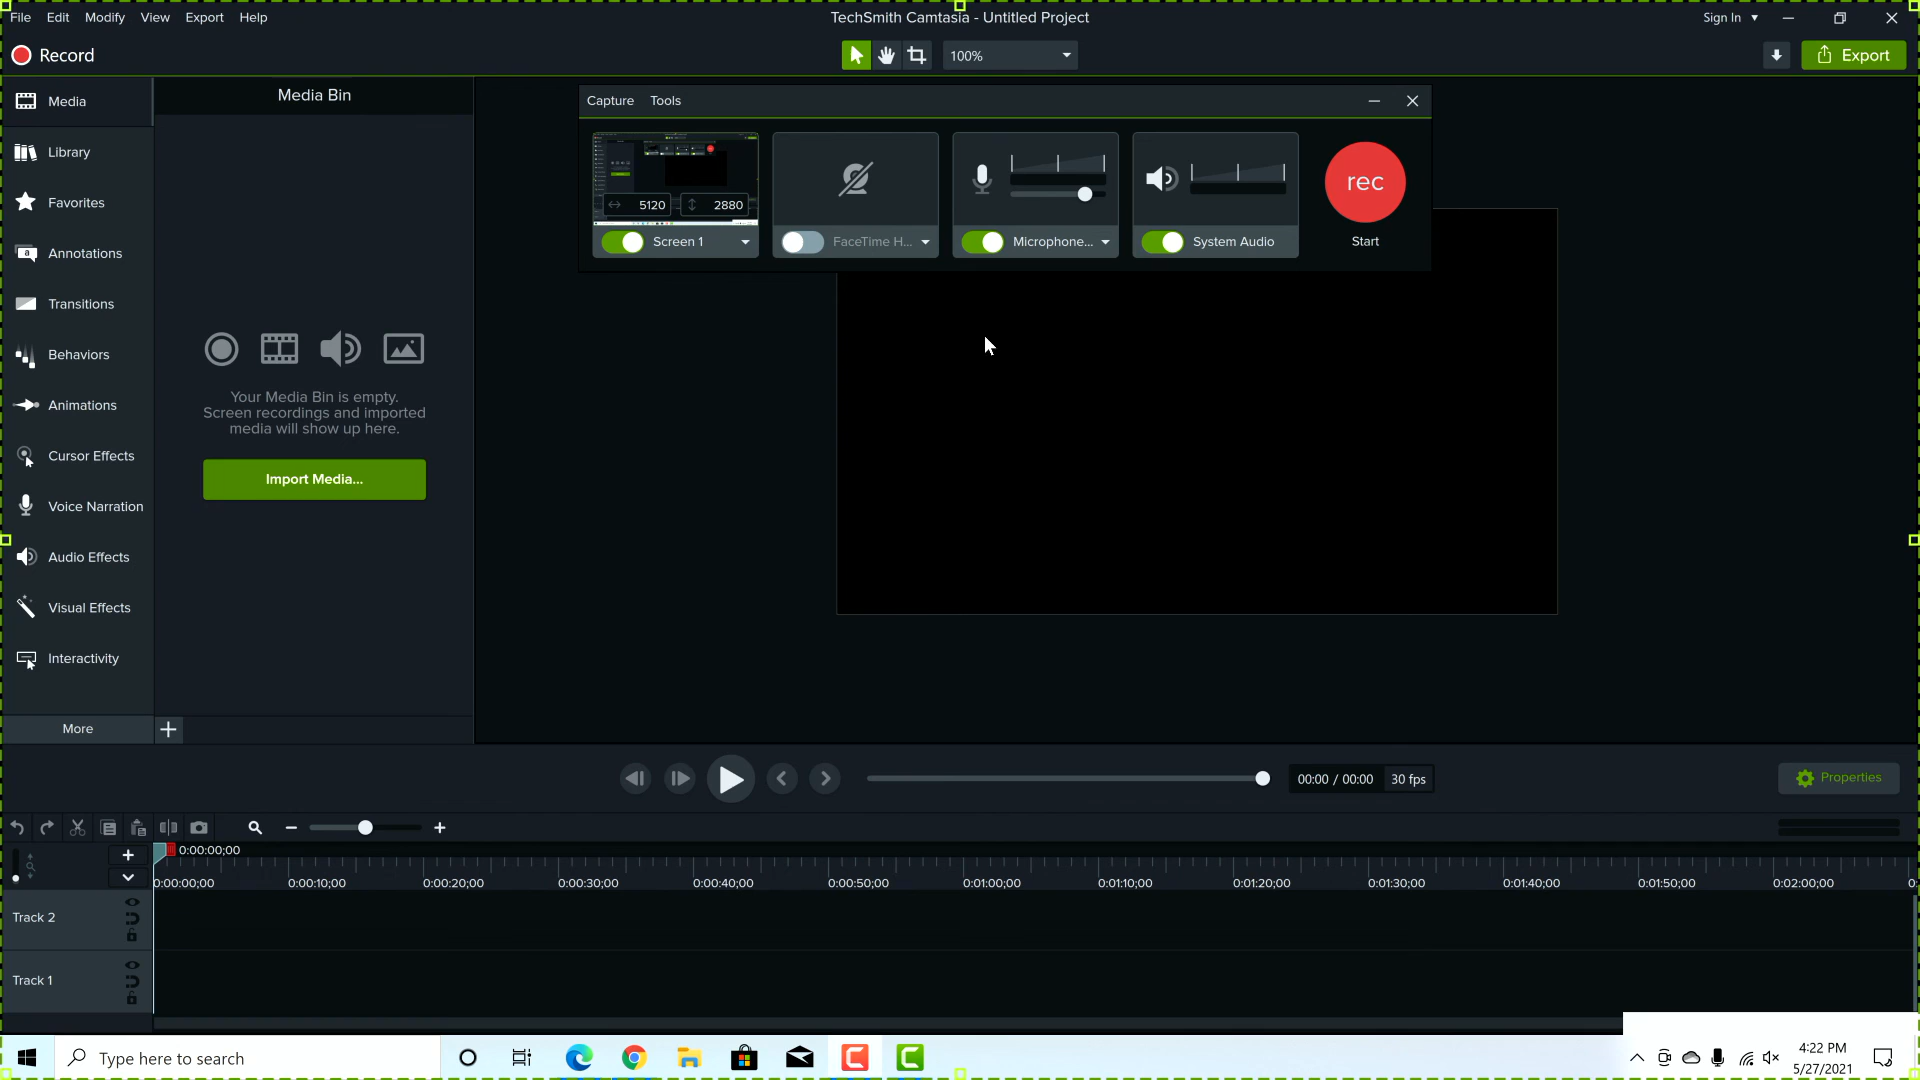 File Edit Modify View Export Help
TechSmith Camtasia - Untitled Project
Sign In
Record
100%
Export
Media
Media Bin
Capture Tools
Library
Favorites
5120 2880
rec
Screen 1
FaceTime H...
Microphone...
System Audio
Start
Annotations
Transitions
Behaviors
Animations
Your Media Bin is empty.
Screen recordings and imported
media will show up here.
Cursor Effects
Import Media...
Voice Narration
Audio Effects
Visual Effects
Interactivity
More
00:00 / 00:00 30 fps
Properties
0:00:00;00
0:00:00;00 0:00:10;00 0:00:20;00 0:00:30;00 0:00:40;00 0:00:50;00 0:01:00;00 0:01:10;00 0:01:20;00 0:01:30;00 0:01:40;00 0:01:50;00 0:02:00;00 0:
Track 2
Track 1
Type here to search
4:22 PM
5/27/2021